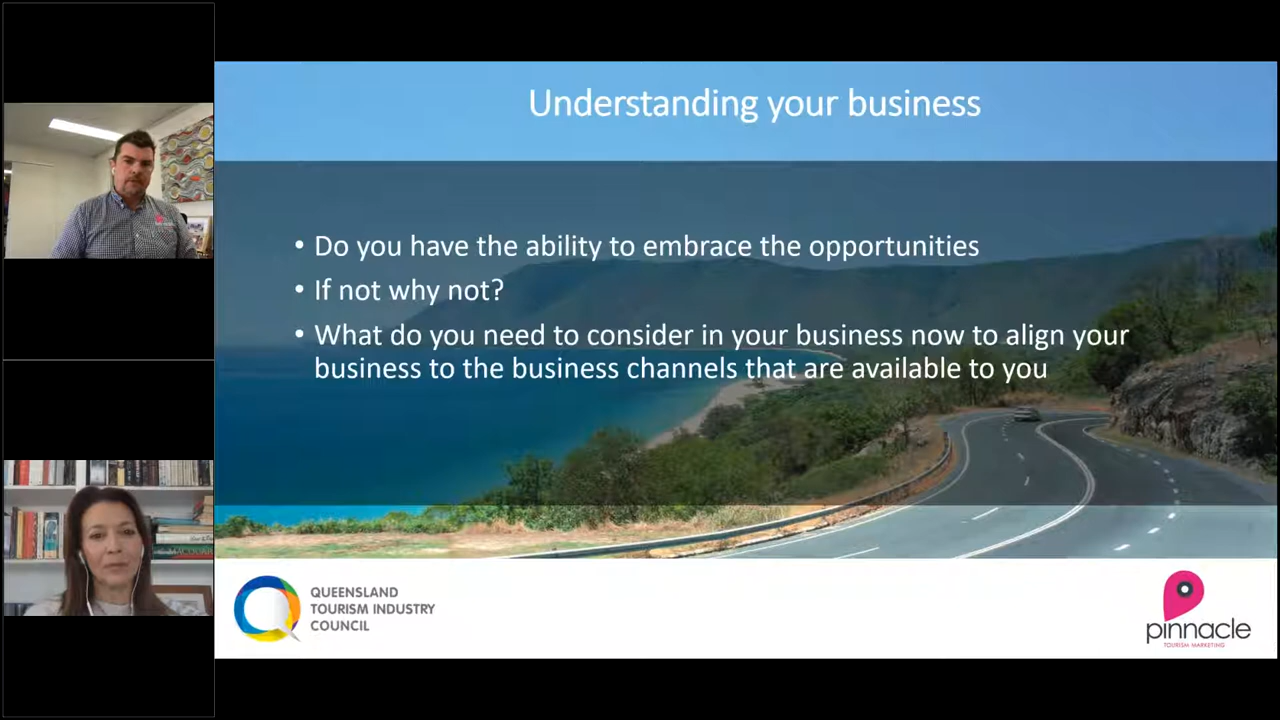 Understanding your business
• Do you have the ability to embrace the opportunities
• If not why not?
• What do you need to consider in your business now to align your
business to the business channels that are available to you
QUEENSLAND
TOURISM INDUSTRY
COUNCIL
pinnacle
TOURISM MARKETING